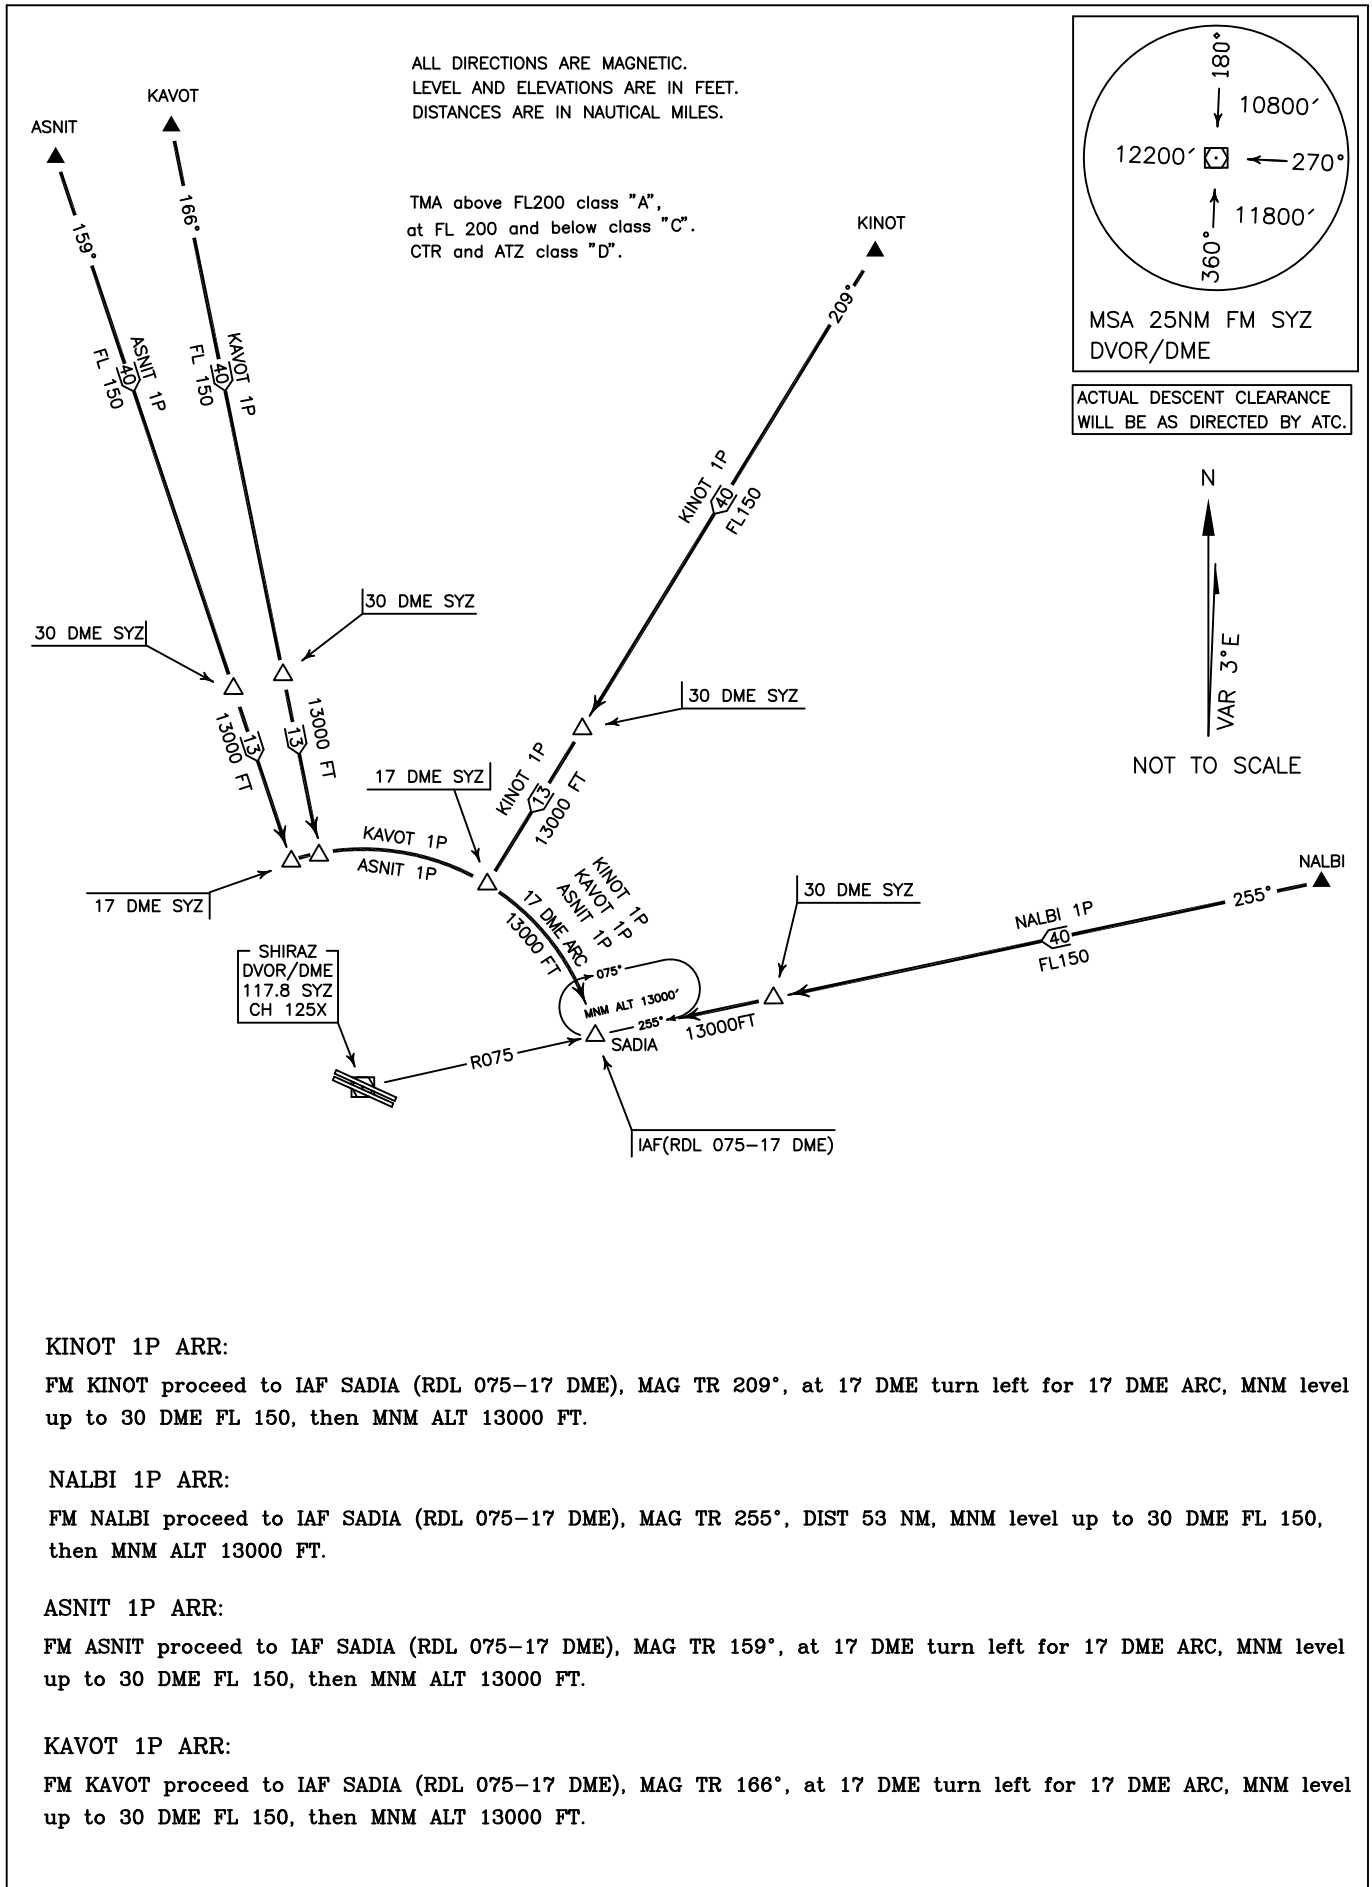 ALL DIRECTIONS ARE MAGNETIC.
LEVEL AND ELEVATIONS ARE IN FEET.
DISTANCES ARE IN NAUTICAL MILES.
TMA above FL200 class "A",
at FL 200 and below class "C".
CTR and ATZ class "D".
180°
10800′
12200′
270°
11800′
360°
MSA 25NM FM SYZ
DVOR/DME
ACTUAL DESCENT CLEARANCE
WILL BE AS DIRECTED BY ATC.
N
VAR 3°E
NOT TO SCALE
ASNIT
159°
ASNIT 1P
40
FL 150
KAVOT
166°
KAVOT 1P
40
FL 150
KINOT
209°
KINOT 1P
40
FL150
30 DME SYZ
30 DME SYZ
30 DME SYZ
13
13000 FT
13000 FT
13
KINOT 1P
13
13000 FT
17 DME SYZ
17 DME SYZ
KAVOT 1P
ASNIT 1P
KINOT 1P
KAVOT 1P
ASNIT 1P
17 DME ARC
13000 FT
30 DME SYZ
NALBI
255°
NALBI 1P
40
FL150
13000FT
075°
MNM ALT 13000′
255°
SADIA
SHIRAZ
DVOR/DME
117.8 SYZ
CH 125X
R075
IAF(RDL 075-17 DME)
KINOT 1P ARR:
FM KINOT proceed to IAF SADIA (RDL 075-17 DME), MAG TR 209°, at 17 DME turn left for 17 DME ARC, MNM level
up to 30 DME FL 150, then MNM ALT 13000 FT.
NALBI 1P ARR:
FM NALBI proceed to IAF SADIA (RDL 075-17 DME), MAG TR 255°, DIST 53 NM, MNM level up to 30 DME FL 150,
then MNM ALT 13000 FT.
ASNIT 1P ARR:
FM ASNIT proceed to IAF SADIA (RDL 075-17 DME), MAG TR 159°, at 17 DME turn left for 17 DME ARC, MNM level
up to 30 DME FL 150, then MNM ALT 13000 FT.
KAVOT 1P ARR:
FM KAVOT proceed to IAF SADIA (RDL 075-17 DME), MAG TR 166°, at 17 DME turn left for 17 DME ARC, MNM level
up to 30 DME FL 150, then MNM ALT 13000 FT.